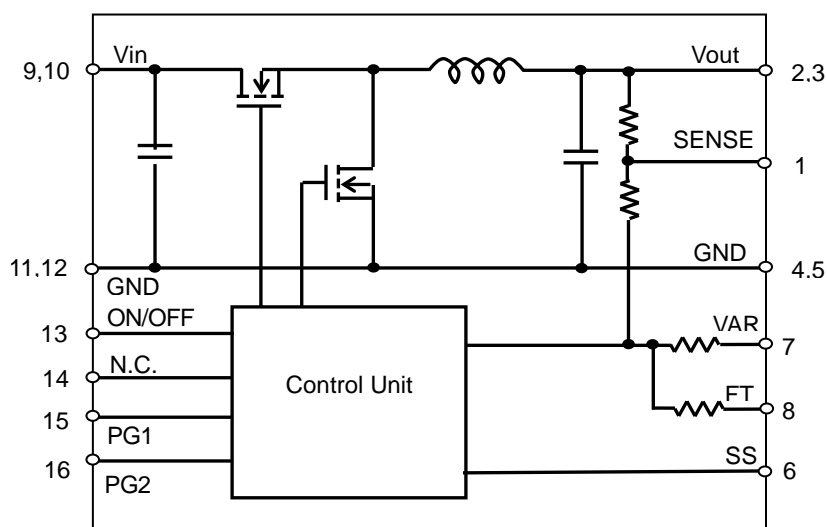 Vin
Vout
9,10
2,3
SENSE
1
GND
11,12
4.5
GND
ON/OFF
13
VAR
7
N.C.
14
Control Unit
FT
8
15
PG1
SS
16
6
PG2